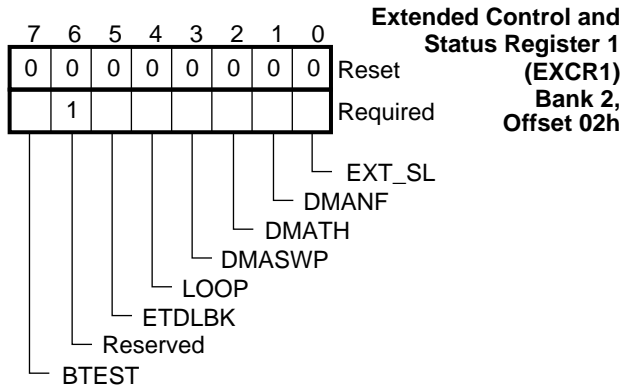 Extended Control and
Status Register 1
(EXCR1)
Bank 2,
Offset 02h
7 6 5 4 3 2 1 0
0 0 0 0 0 0 0 0 Reset
1 Required
EXT_SL
DMANF
DMATH
DMASWP
LOOP
ETDLBK
Reserved
BTEST